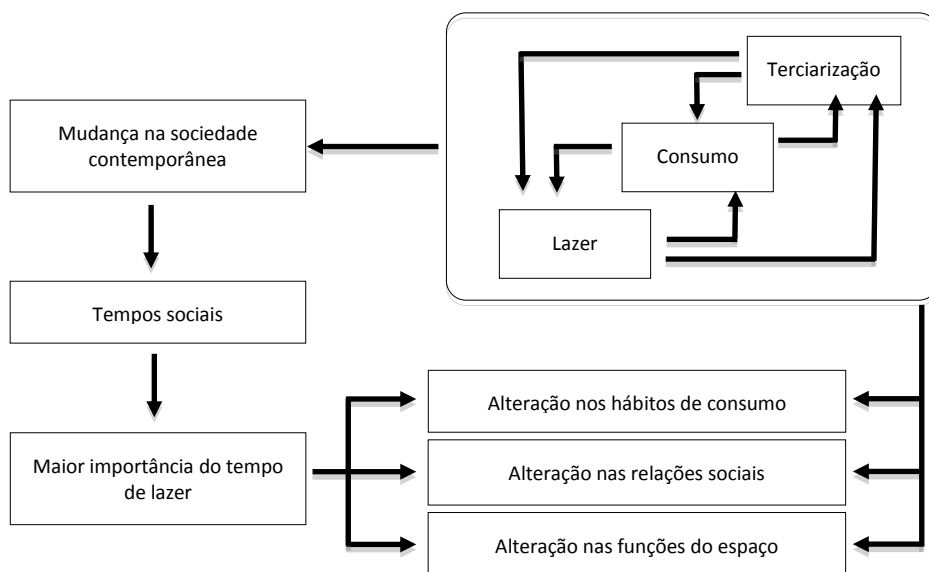 Terciarização
Mudança na sociedade
contemporânea
Consumo
Lazer
Tempos sociais
Alteração nos hábitos de consumo
Maior importância do tempo
de lazer
Alteração nas relações sociais
Alteração nas funções do espaço